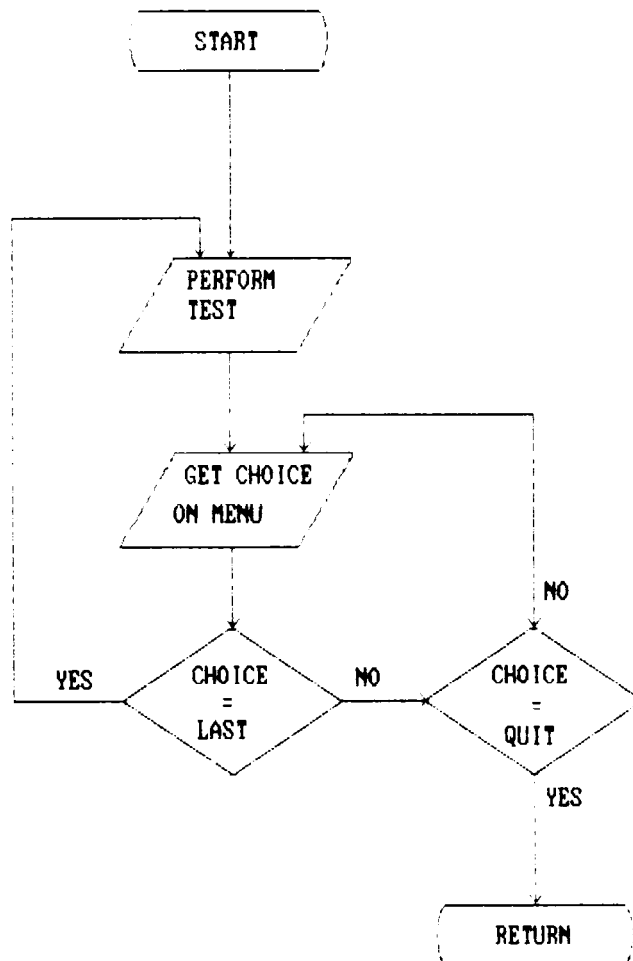 START
PERFORM
TEST
GET CHOICE
ON MENU
NO
YES
CHOICE
=
LAST
NO
CHOICE
=
QUIT
YES
RETURN